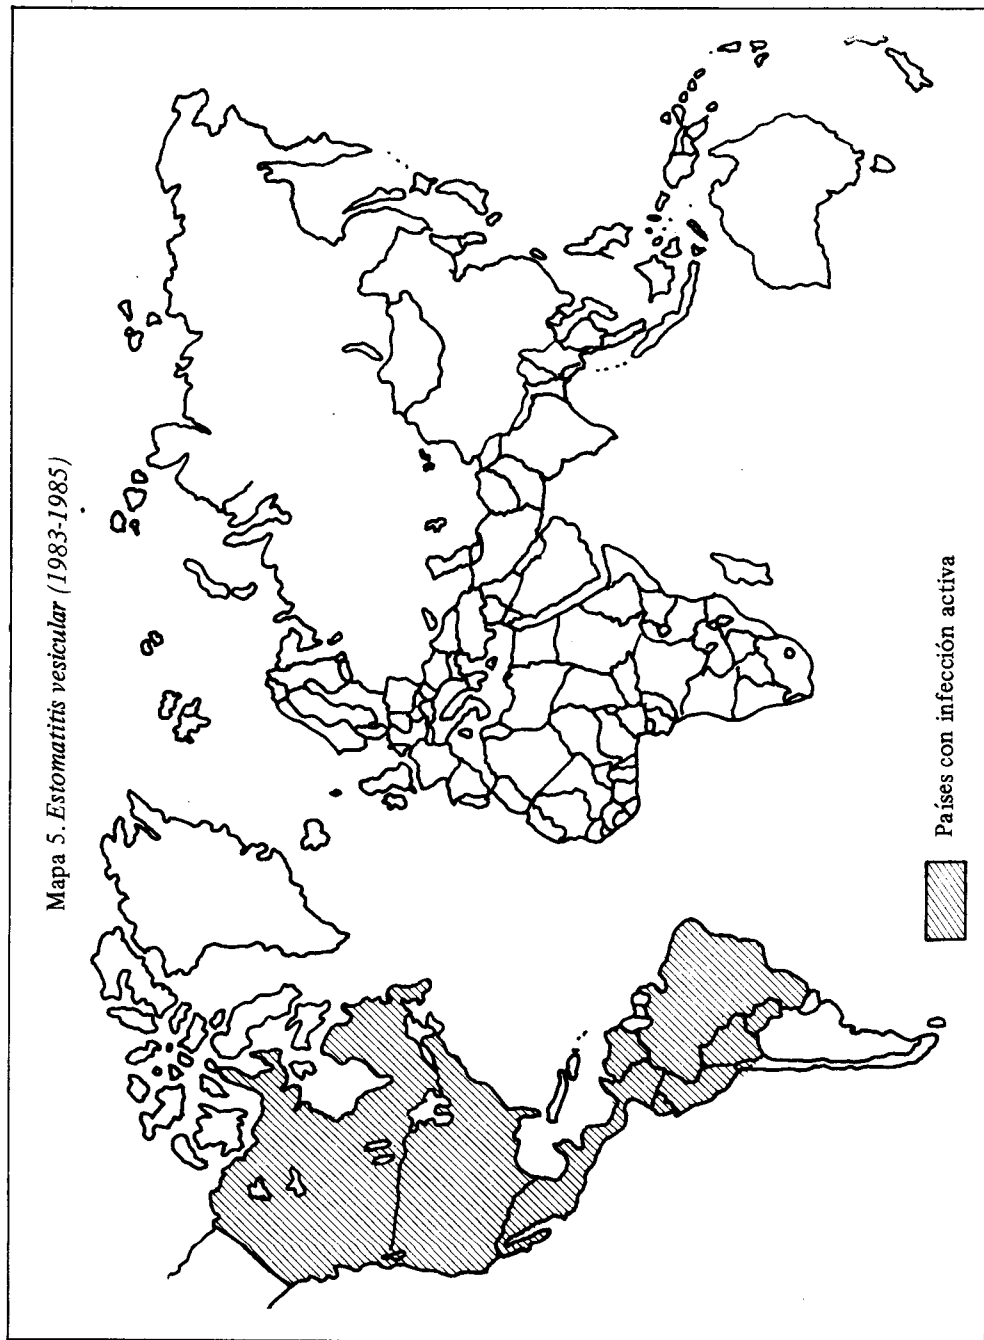 Mapa 5. Estomatitis vesicular (1983-1985)
Países con infección activa